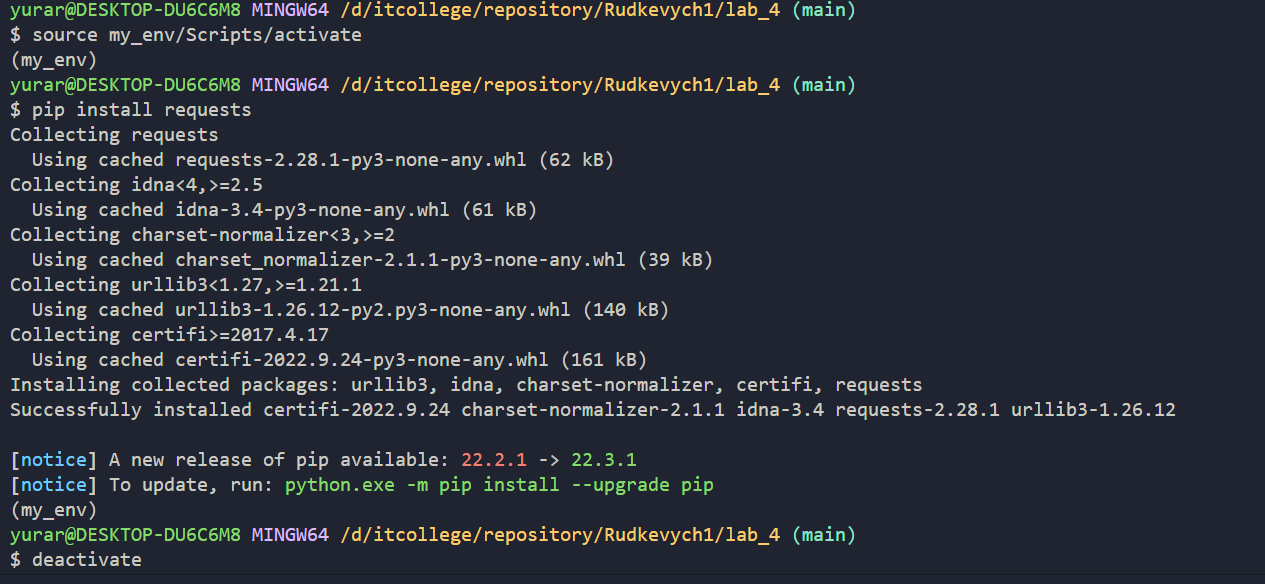 yurar@DESKTOP-DU6C6M8 MINGW64 /d/itcollege/repository/Rudkevych1/lab_4 (main)
$ source my_env/Scripts/activate
(my_env)
yurar@DESKTOP-DU6C6M8 MINGW64 /d/itcollege/repository/Rudkevych1/lab_4 (main)
$ pip install requests
Collecting requests
  Using cached requests-2.28.1-py3-none-any.whl (62 kB)
Collecting idna<4,>=2.5
  Using cached idna-3.4-py3-none-any.whl (61 kB)
Collecting charset-normalizer<3,>=2
  Using cached charset_normalizer-2.1.1-py3-none-any.whl (39 kB)
Collecting urllib3<1.27,>=1.21.1
  Using cached urllib3-1.26.12-py2.py3-none-any.whl (140 kB)
Collecting certifi>=2017.4.17
  Using cached certifi-2022.9.24-py3-none-any.whl (161 kB)
Installing collected packages: urllib3, idna, charset-normalizer, certifi, requests
Successfully installed certifi-2022.9.24 charset-normalizer-2.1.1 idna-3.4 requests-2.28.1 urllib3-1.26.12

[notice] A new release of pip available: 22.2.1 -> 22.3.1
[notice] To update, run: python.exe -m pip install --upgrade pip
(my_env)
yurar@DESKTOP-DU6C6M8 MINGW64 /d/itcollege/repository/Rudkevych1/lab_4 (main)
$ deactivate